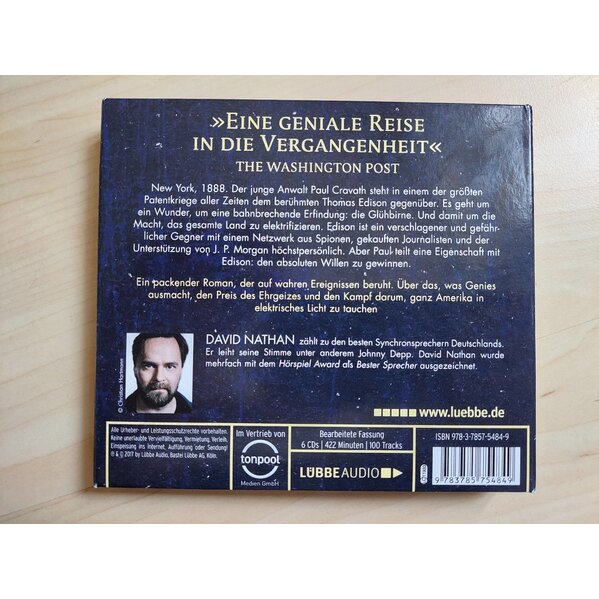 »EINE GENIALE REISE
IN DIE VERGANGENHEIT«
THE WASHINGTON POST
New York, 1888. Der junge Anwalt Paul Cravath steht in einem der größten
Patentkriege aller Zeiten dem berühmten Thomas Edison gegenüber. Es geht um
ein Wunder, um eine bahnbrechende Erfindung: die Glühbirne. Und damit um die
Macht, das gesamte Land zu elektrifizieren. Edison ist ein verschlagener und gefähr-
licher Gegner mit einem Netzwerk aus Spionen, gekauften Journalisten und der
Unterstützung von J. P. Morgan höchstpersönlich. Aber Paul teilt eine Eigenschaft mit
Edison: den absoluten Willen zu gewinnen.
Ein packender Roman, der auf wahren Ereignissen beruht. Über das, was Genies
ausmacht, den Preis des Ehrgeizes und den Kampf darum, ganz Amerika in
elektrisches Licht zu tauchen
DAVID NATHAN zählt zu den besten Synchronsprechern Deutschlands.
Er leiht seine Stimme unter anderem Johnny Depp. David Nathan wurde
mehrfach mit dem Hörspiel Award als Bester Sprecher ausgezeichnet.
© Christian Hartmann
www.luebbe.de
Alle Urheber- und Leistungsschutzrechte vorbehalten.
Keine unerlaubte Vervielfältigung, Vermietung, Verleih,
Einspeisung ins Internet, Aufführung oder Sendung!
℗ & © 2017 by Lübbe Audio, Bastei Lübbe AG, Köln.
Im Vertrieb von
tonpool
Medien GmbH
Bearbeitete Fassung
6 CDs | 422 Minuten | 100 Tracks
LÜBBE AUDIO
ISBN 978-3-7857-5484-9
9 783785 754849